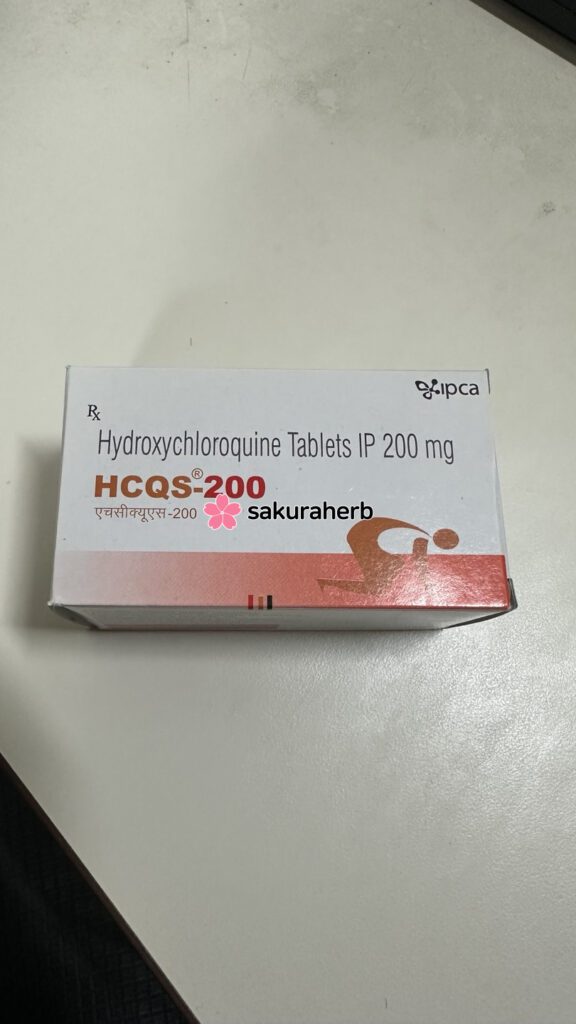 ipca
Rx
Hydroxychloroquine Tablets IP 200 mg
HCQS®-200
एचसीक्यूएस-200
sakuraherb